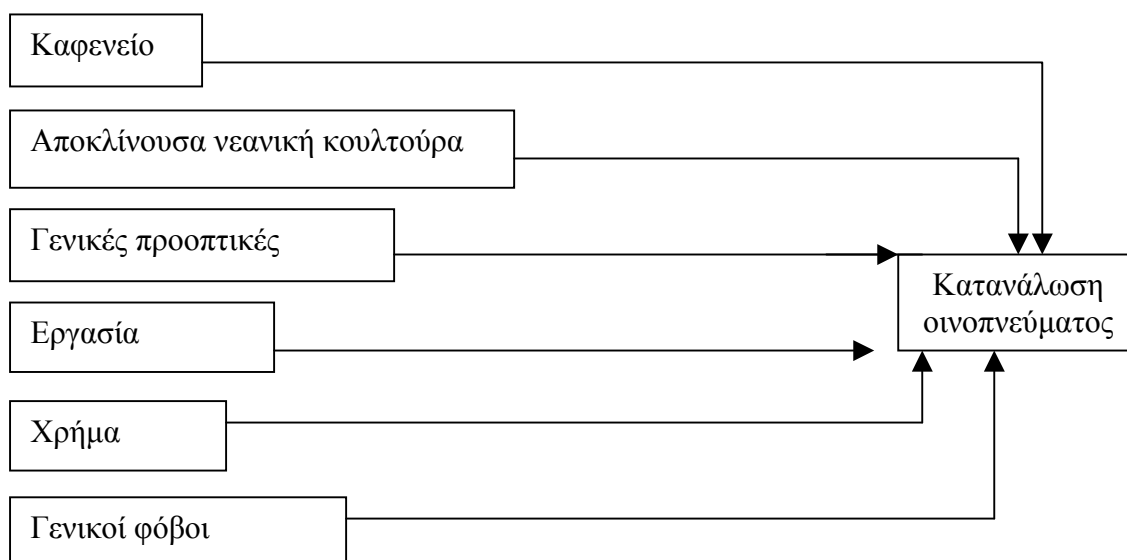 Καφενείο
Αποκλίνουσα νεανική κουλτούρα
Γενικές προοπτικές
Κατανάλωση
οινοπνεύματος
Εργασία
Χρήμα
Γενικοί φόβοι